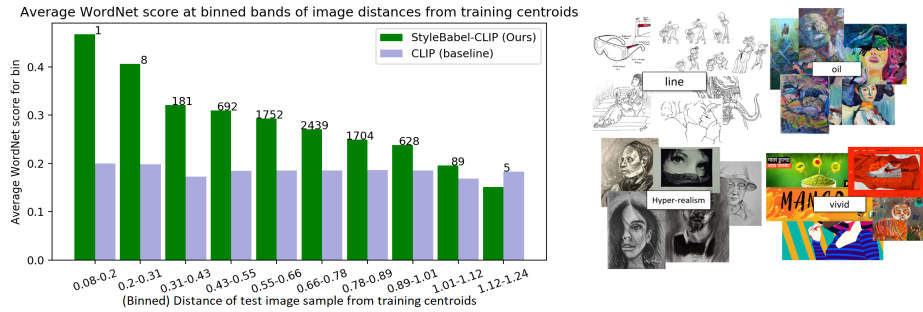 Average WordNet score at binned bands of image distances from training centroids
Average WordNet score for bin
0.4
0.3
0.2
0.1
0.0
StyleBabel-CLIP (Ours)
CLIP (baseline)
1
8
181
692
1752
2439
1704
628
89
5
0.08-0.2
0.2-0.31
0.31-0.43
0.43-0.55
0.55-0.66
0.66-0.78
0.78-0.89
0.89-1.01
1.01-1.12
1.12-1.24
(Binned) Distance of test image sample from training centroids
line
oil
Hyper-realism
MANGO
vivid